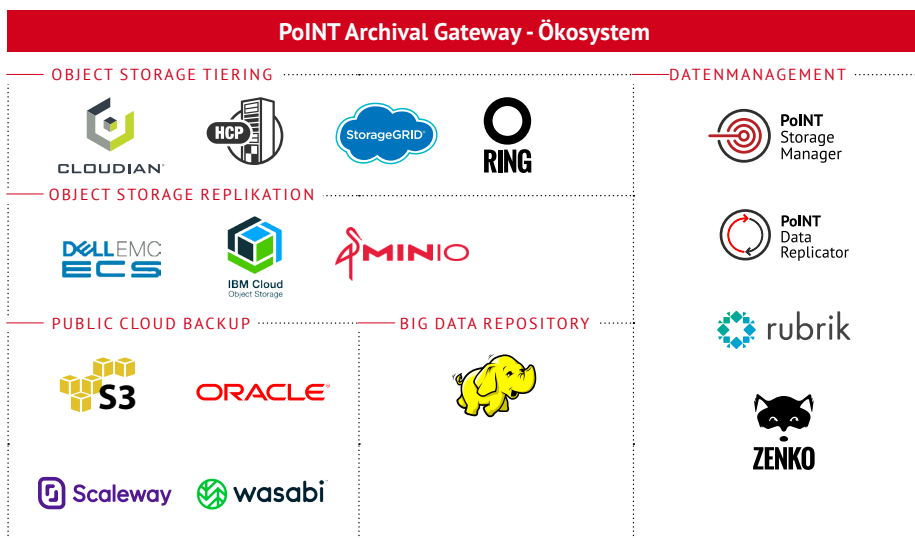 PoINT Archival Gateway - Ökosystem
OBJECT STORAGE TIERING
CLOUDIAN®
HCP
StorageGRID®
RING
OBJECT STORAGE REPLIKATION
DELLEMC
ECS
IBM Cloud
Object Storage
MINIO
PUBLIC CLOUD BACKUP
S3
ORACLE®
Scaleway
wasabi
BIG DATA REPOSITORY
DATENMANAGEMENT
PoINT
Storage
Manager
PoINT
Data
Replicator
rubrik
ZENKO